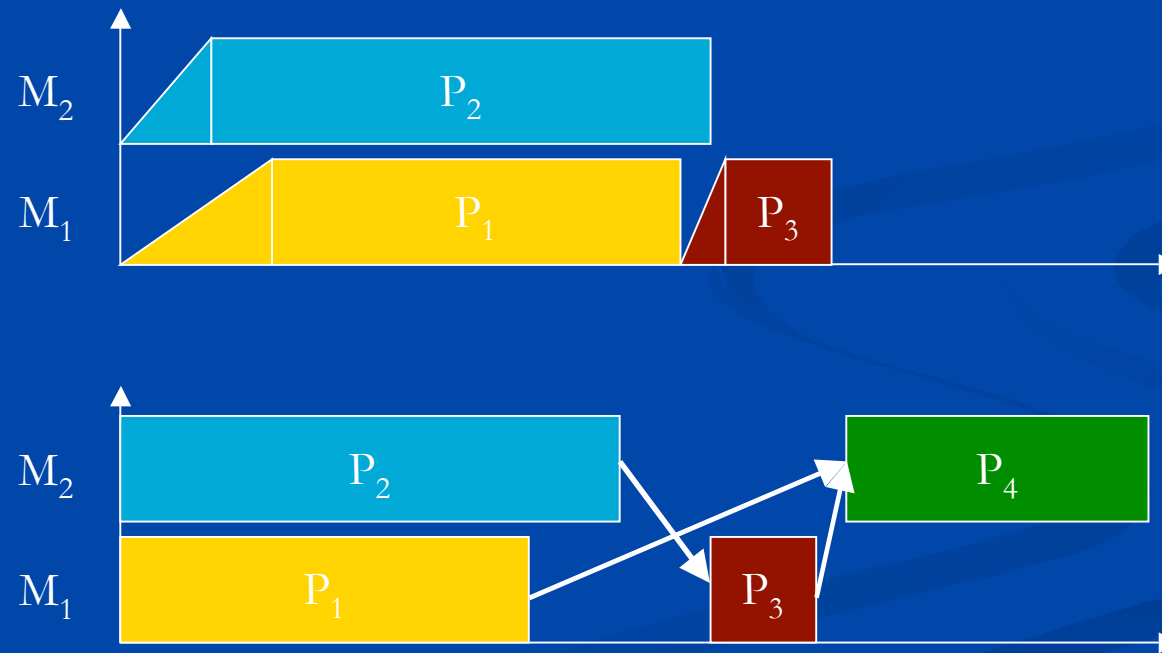 M₂ P₂
M₁ P₁ P₃
M₂ P₂ P₄
M₁ P₁ P₃